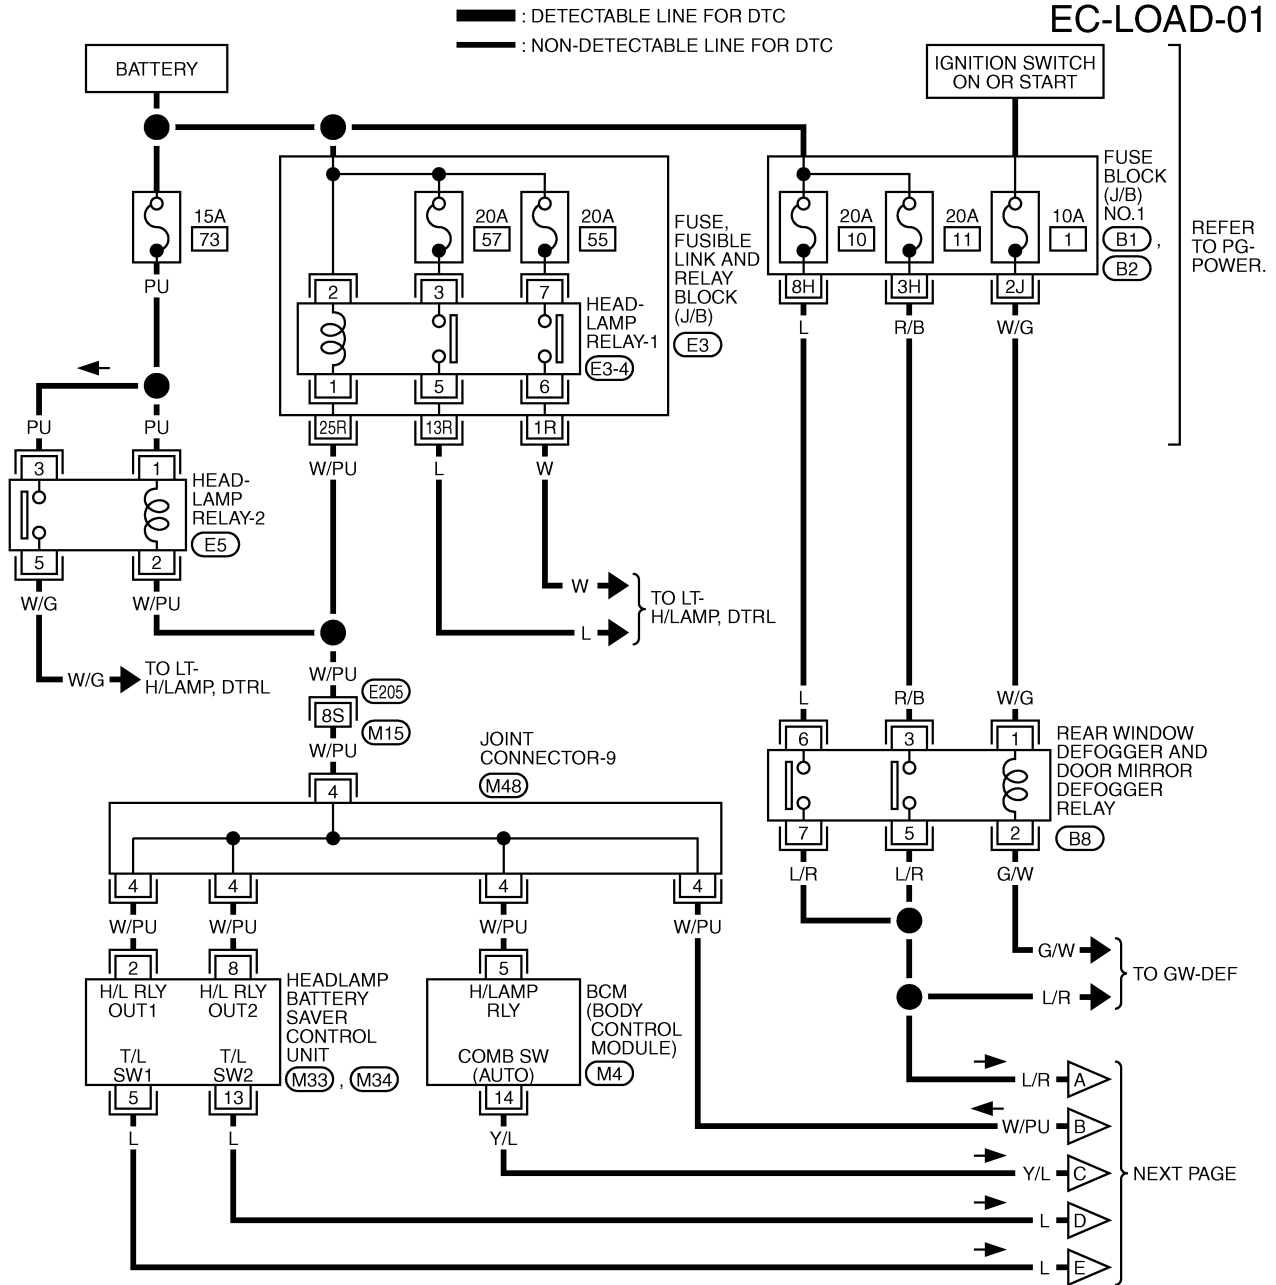 : DETECTABLE LINE FOR DTC
: NON-DETECTABLE LINE FOR DTC
EC-LOAD-01
BATTERY
IGNITION SWITCH
ON OR START
15A
73
PU
20A
57
20A
55
FUSE,
FUSIBLE
LINK AND
RELAY
BLOCK
(J/B)
E3
20A
10
20A
11
10A
1
FUSE
BLOCK
(J/B)
NO.1
B1 ,
B2
REFER
TO PG-
POWER.
2
3
7
HEAD-
LAMP
RELAY-1
E3-4
1
5
6
25R
13R
1R
8H
3H
2J
L
R/B
W/G
PU
PU
3
1
HEAD-
LAMP
RELAY-2
E5
5
2
W/G
W/PU
W/PU
L
W
W
L
TO LT-
H/LAMP, DTRL
W/G
TO LT-
H/LAMP, DTRL
W/PU
8S
E205
M15
W/PU
4
JOINT
CONNECTOR-9
M48
L
R/B
W/G
6
3
1
REAR WINDOW
DEFOGGER AND
DOOR MIRROR
DEFOGGER
RELAY
B8
7
5
2
L/R
L/R
G/W
4
4
4
4
W/PU
W/PU
W/PU
W/PU
2
8
5
H/L RLY
OUT1
H/L RLY
OUT2
T/L
SW1
T/L
SW2
HEADLAMP
BATTERY
SAVER
CONTROL
UNIT
M33 , M34
H/LAMP
RLY
COMB SW
(AUTO)
BCM
(BODY
CONTROL
MODULE)
M4
5
13
14
L
L
Y/L
G/W
L/R
TO GW-DEF
L/R A
W/PU B
Y/L C
L D
L E
NEXT PAGE